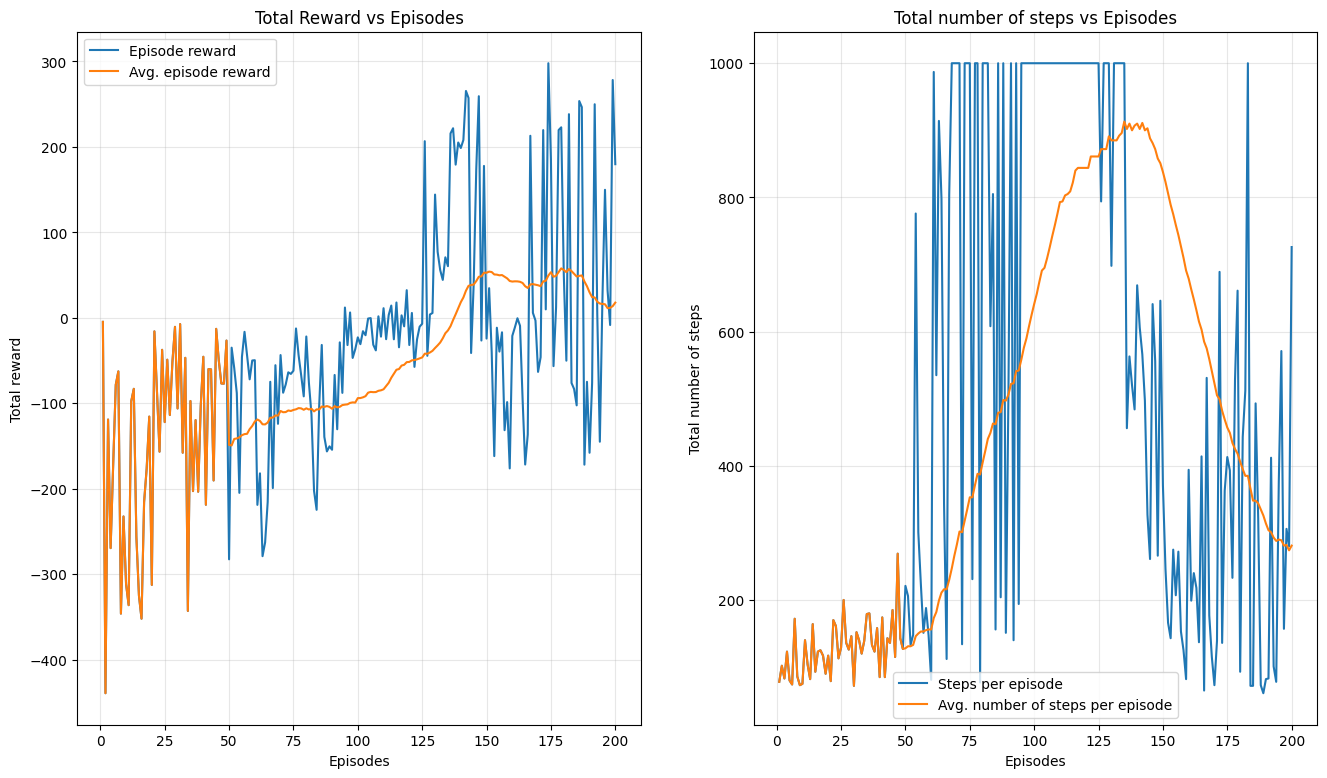 Total Reward vs Episodes
Episode reward
Avg. episode reward
300
200
100
0
−100
−200
−300
−400
Total reward
0 25 50 75 100 125 150 175 200
Episodes
Total number of steps vs Episodes
1000
800
600
400
200
Total number of steps
Steps per episode
Avg. number of steps per episode
0 25 50 75 100 125 150 175 200
Episodes